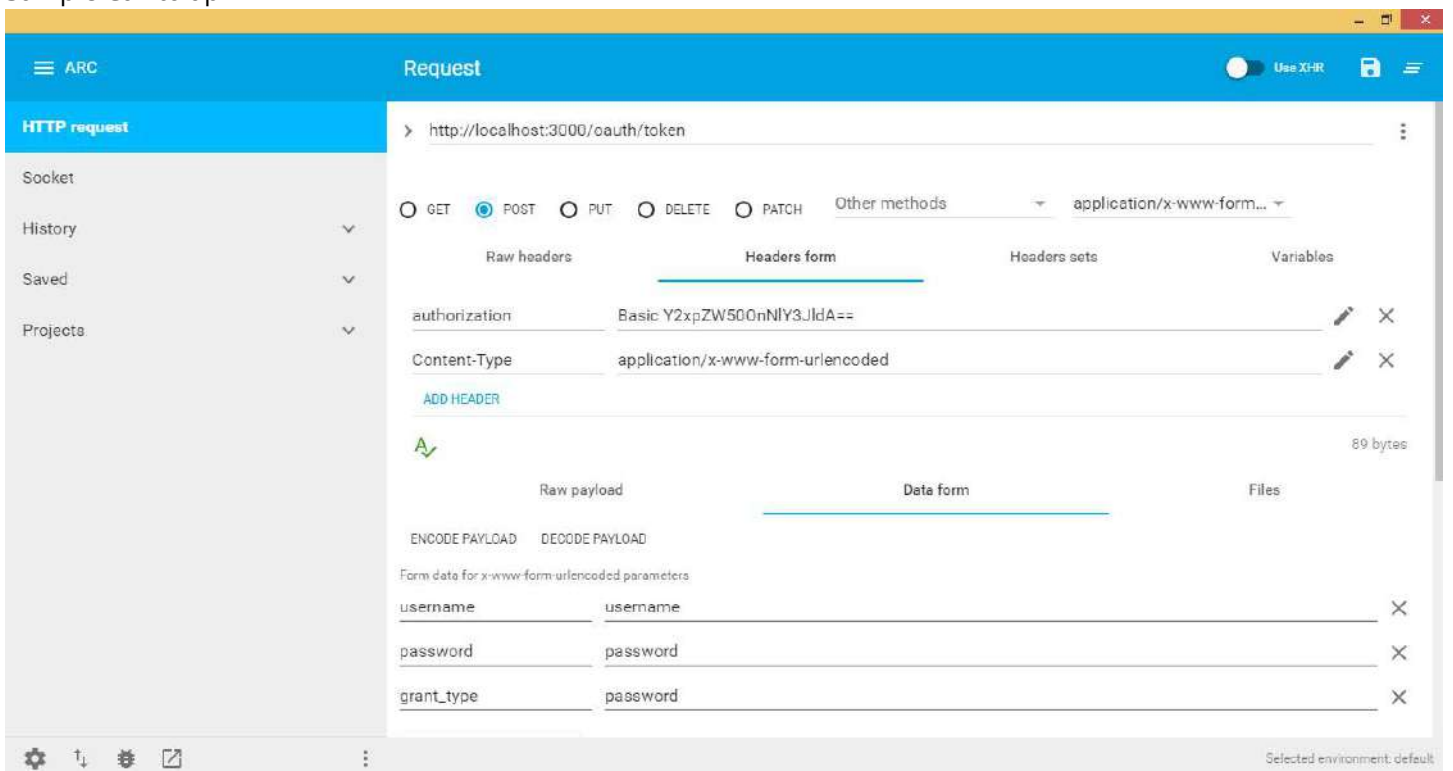 ARC
Request
Use XHR
HTTP request
http://localhost:3000/oauth/token
Socket
GET POST PUT DELETE PATCH Other methods application/x-www-form...
History
Raw headers Headers form Headers sets Variables
Saved
authorization Basic Y2xpZW50OnNlY3JldA==
Projects
Content-Type application/x-www-form-urlencoded
ADD HEADER
89 bytes
Raw payload Data form Files
ENCODE PAYLOAD DECODE PAYLOAD
Form data for x-www-form-urlencoded parameters
username username
password password
grant_type password
Selected environment: default